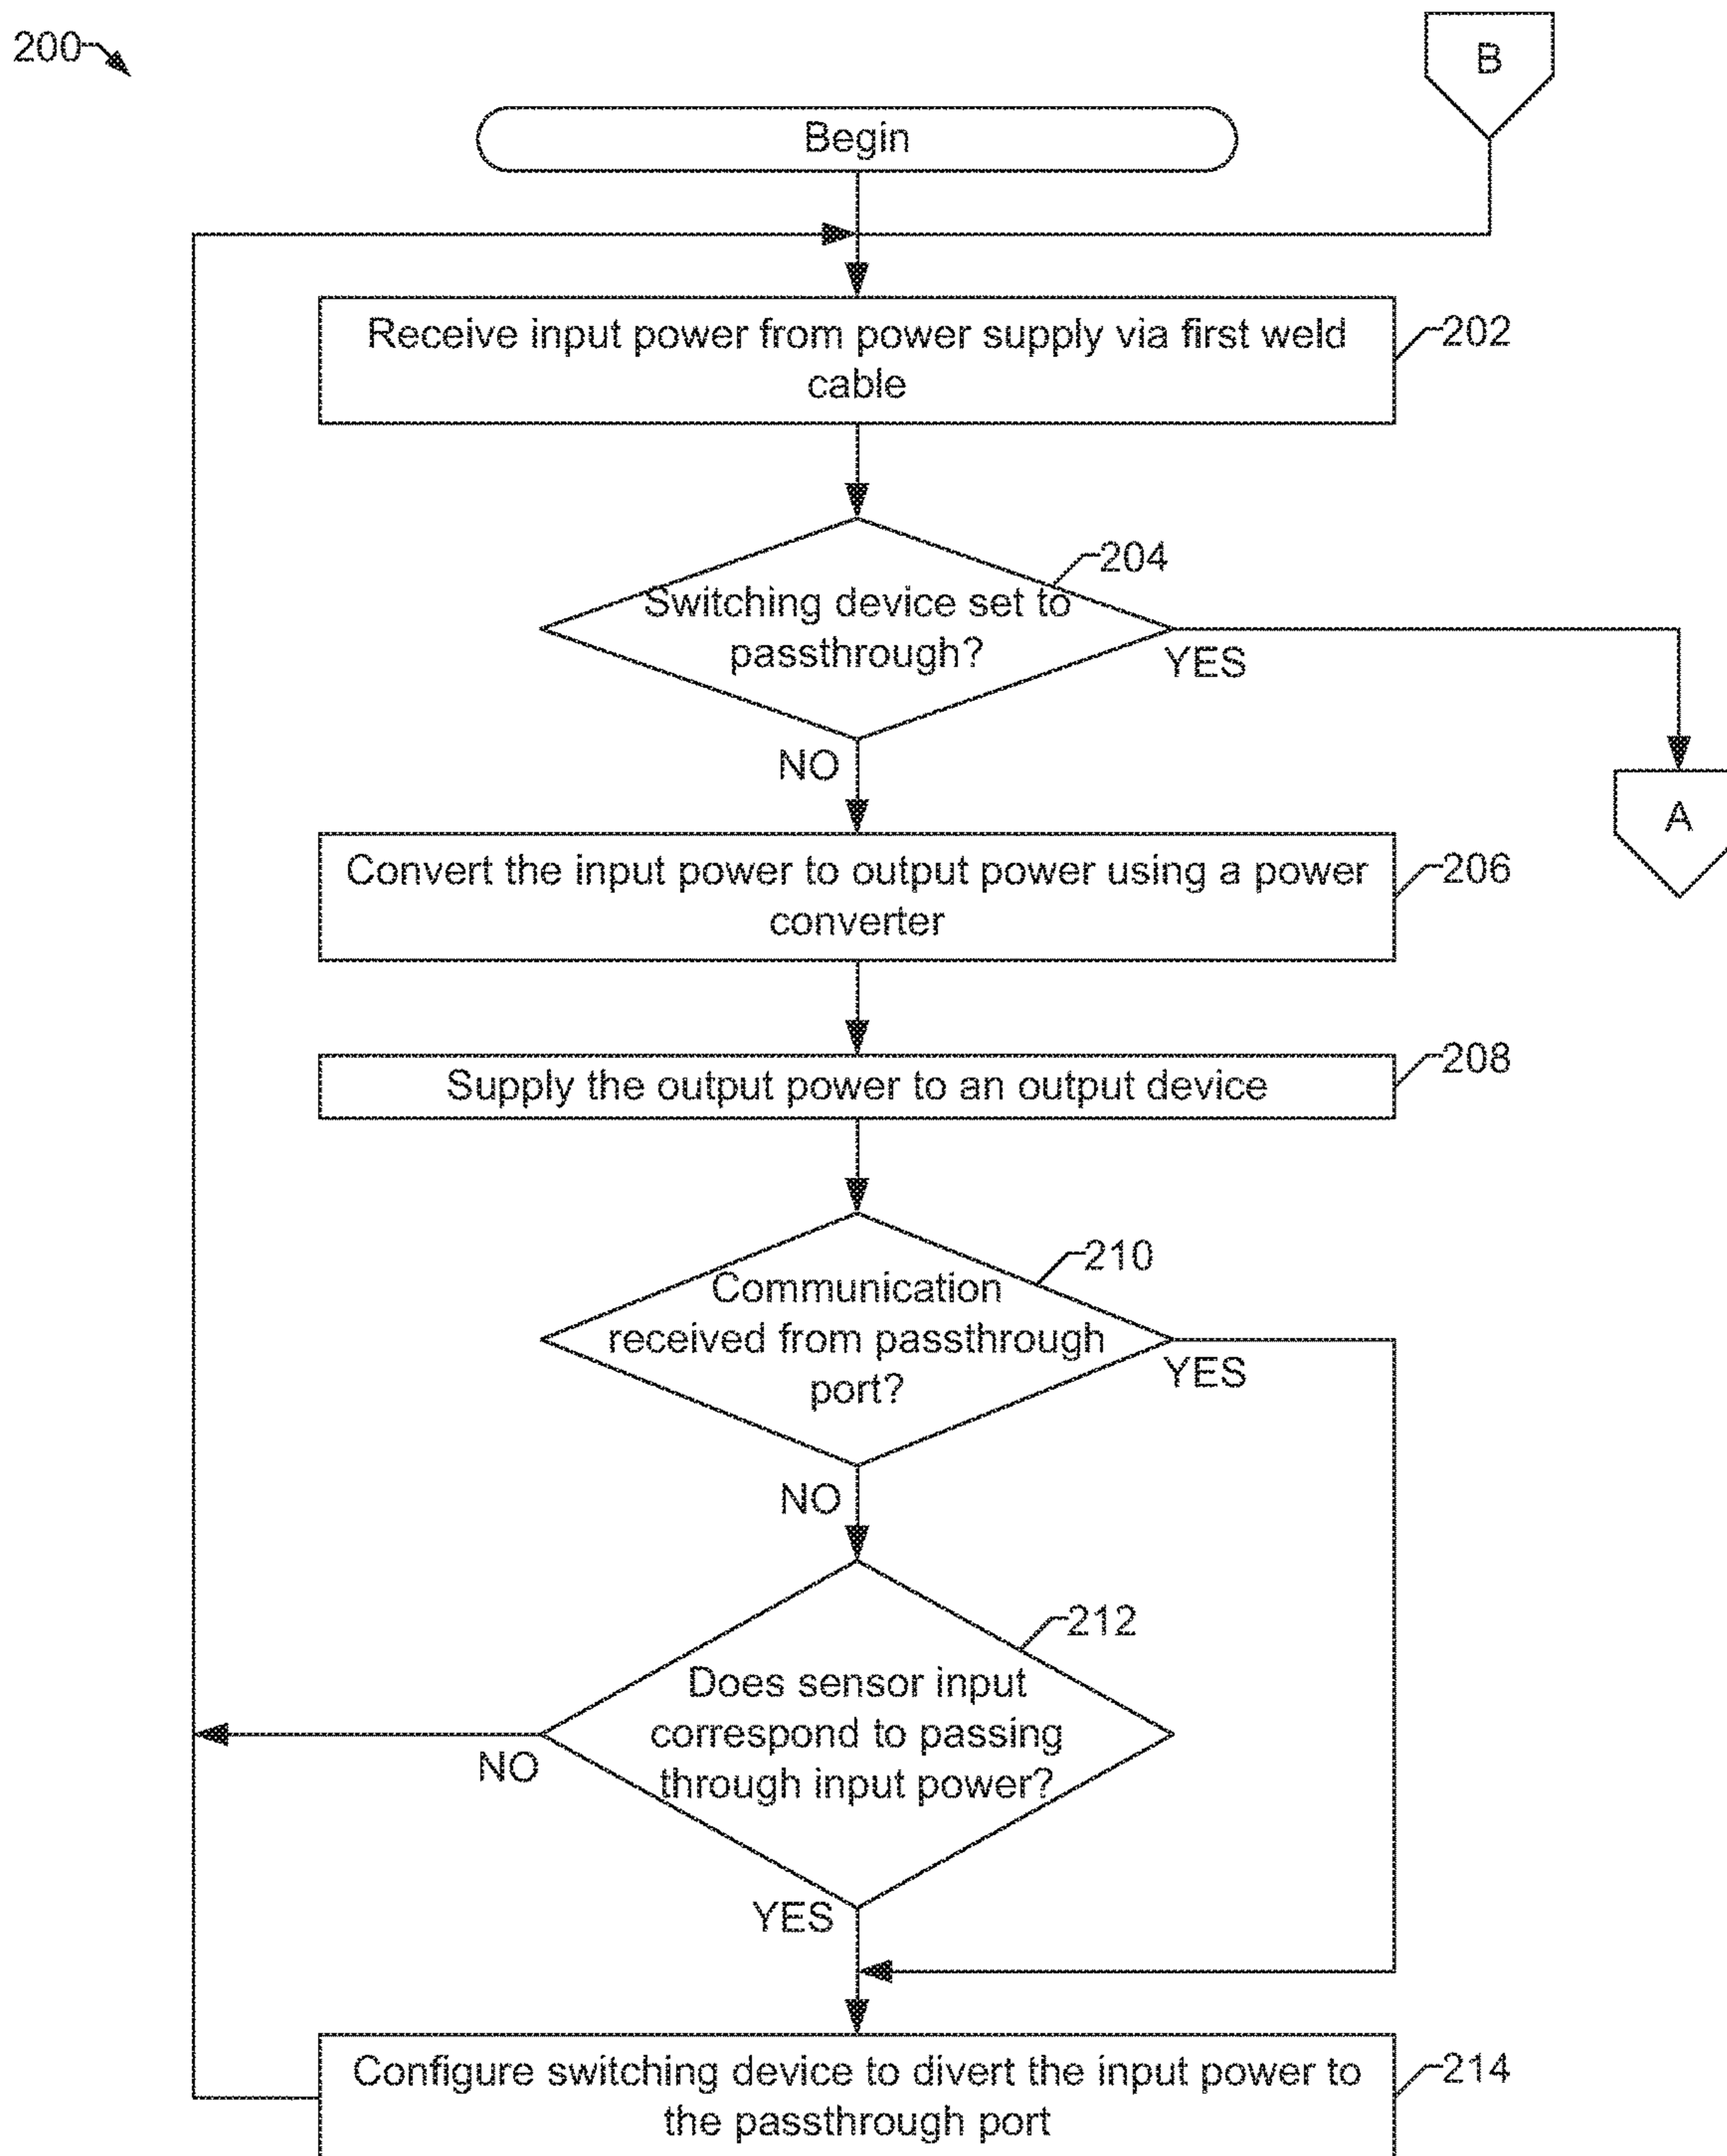 200
B
Begin
Receive input power from power supply via first weld
cable
202
204
Switching device set to
passthrough?
YES
NO
A
Convert the input power to output power using a power
converter
206
Supply the output power to an output device
208
210
Communication
received from passthrough
port?
YES
NO
212
Does sensor input
correspond to passing
through input power?
NO
YES
Configure switching device to divert the input power to
the passthrough port
214